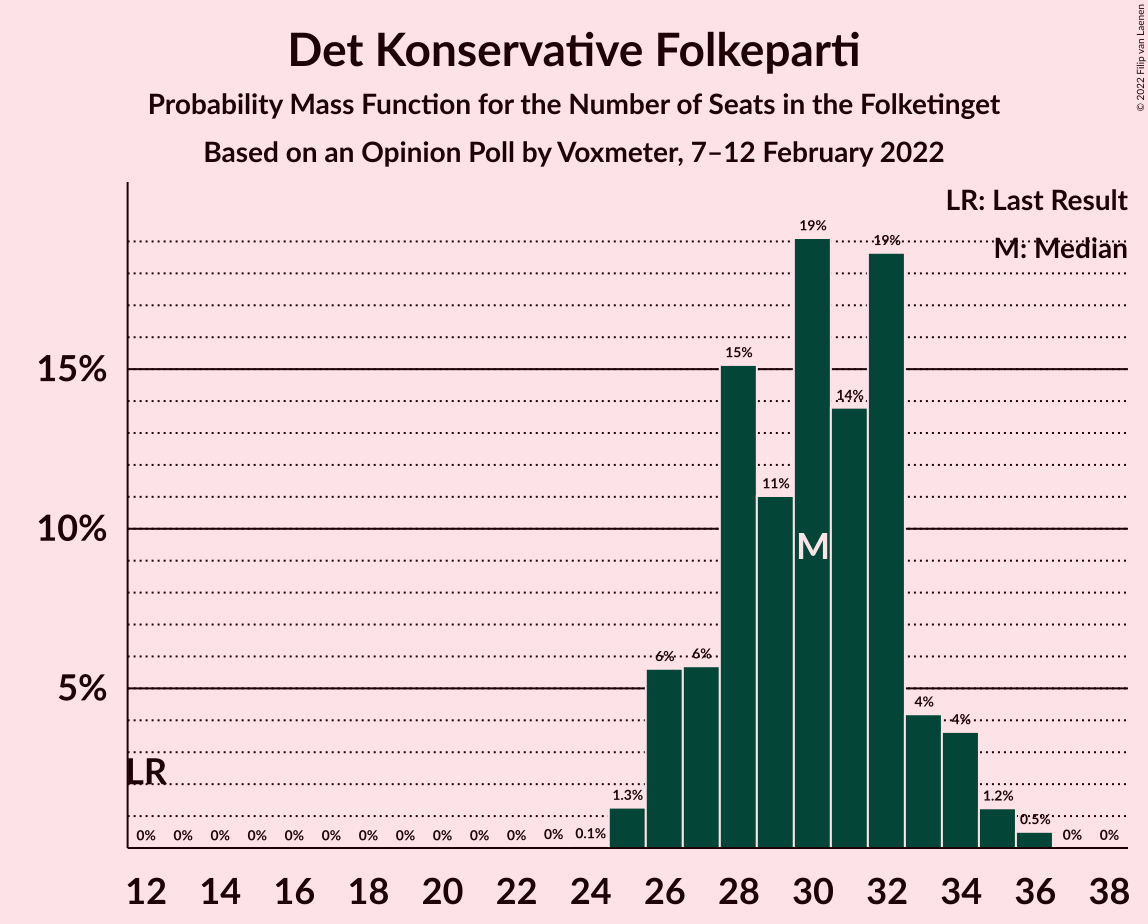 Det Konservative Folkeparti
Probability Mass Function for the Number of Seats in the Folketinget
Based on an Opinion Poll by Voxmeter, 7–12 February 2022
© 2022 Filip van Laenen
LR: Last Result
M: Median
15%
10%
5%
LR
M
0% 0% 0% 0% 0% 0% 0% 0% 0% 0% 0% 0% 0.1% 1.3% 6% 6% 15% 11% 19% 14% 19% 4% 4% 1.2% 0.5% 0% 0%
12 14 16 18 20 22 24 26 28 30 32 34 36 38